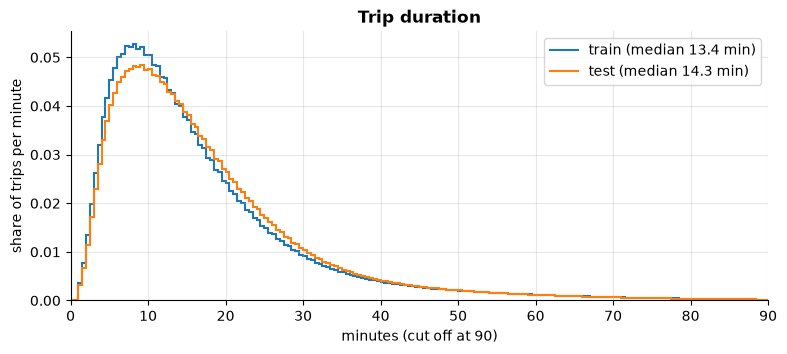 Trip duration
train (median 13.4 min)
test (median 14.3 min)
share of trips per minute
0.05
0.04
0.03
0.02
0.01
0.00
0 10 20 30 40 50 60 70 80 90
minutes (cut off at 90)